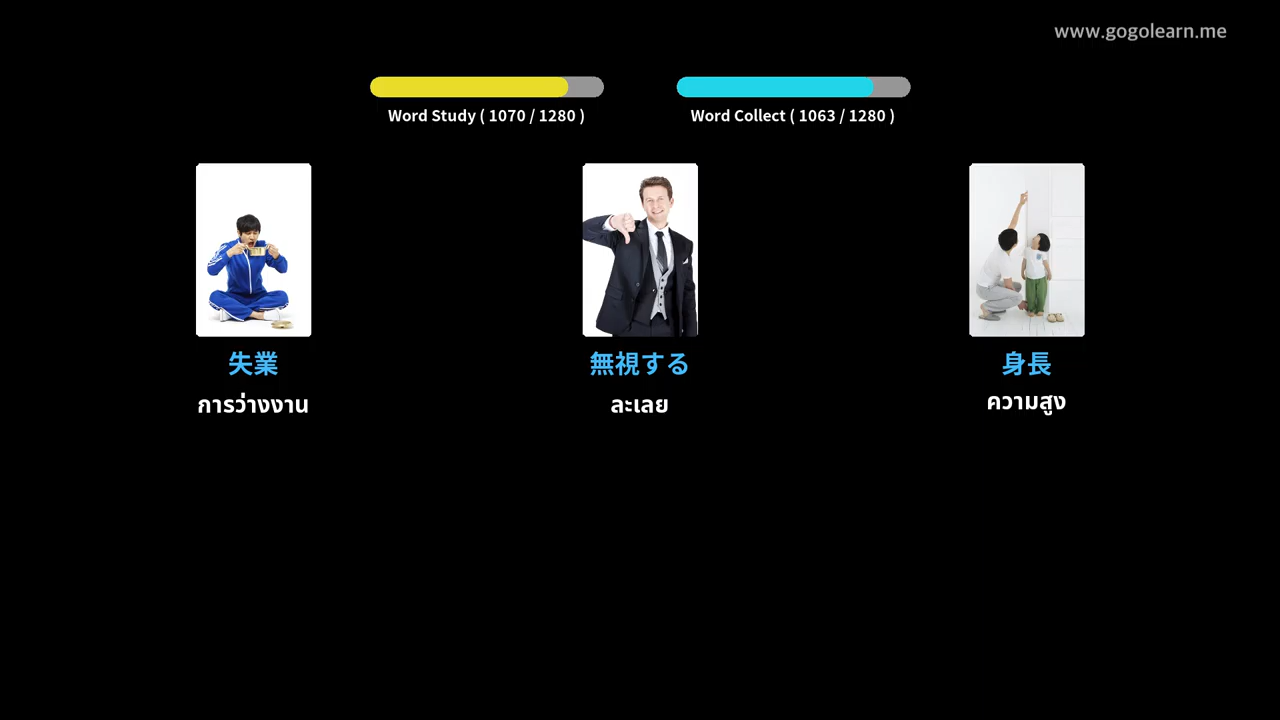 www.gogolearn.me
Word Study ( 1070 / 1280 )
Word Collect ( 1063 / 1280 )
失業
無視する
身長
การว่างงาน
ละเลย
ความสูง